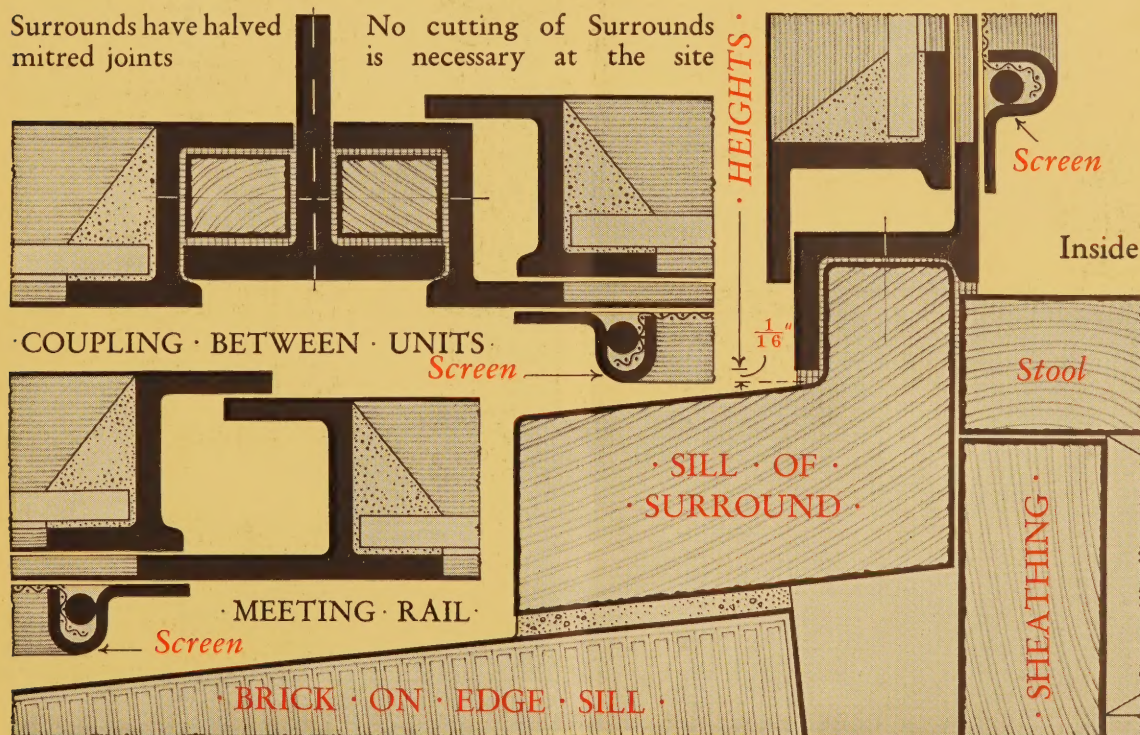 Surrounds have halved
mitred joints
No cutting of Surrounds
is necessary at the site
· HEIGHTS ·
Screen
Inside
· COUPLING · BETWEEN · UNITS ·
Screen
1/16"
Stool
· SILL · OF ·
· SURROUND ·
· MEETING · RAIL ·
Screen
· SHEATHING ·
· BRICK · ON · EDGE · SILL ·